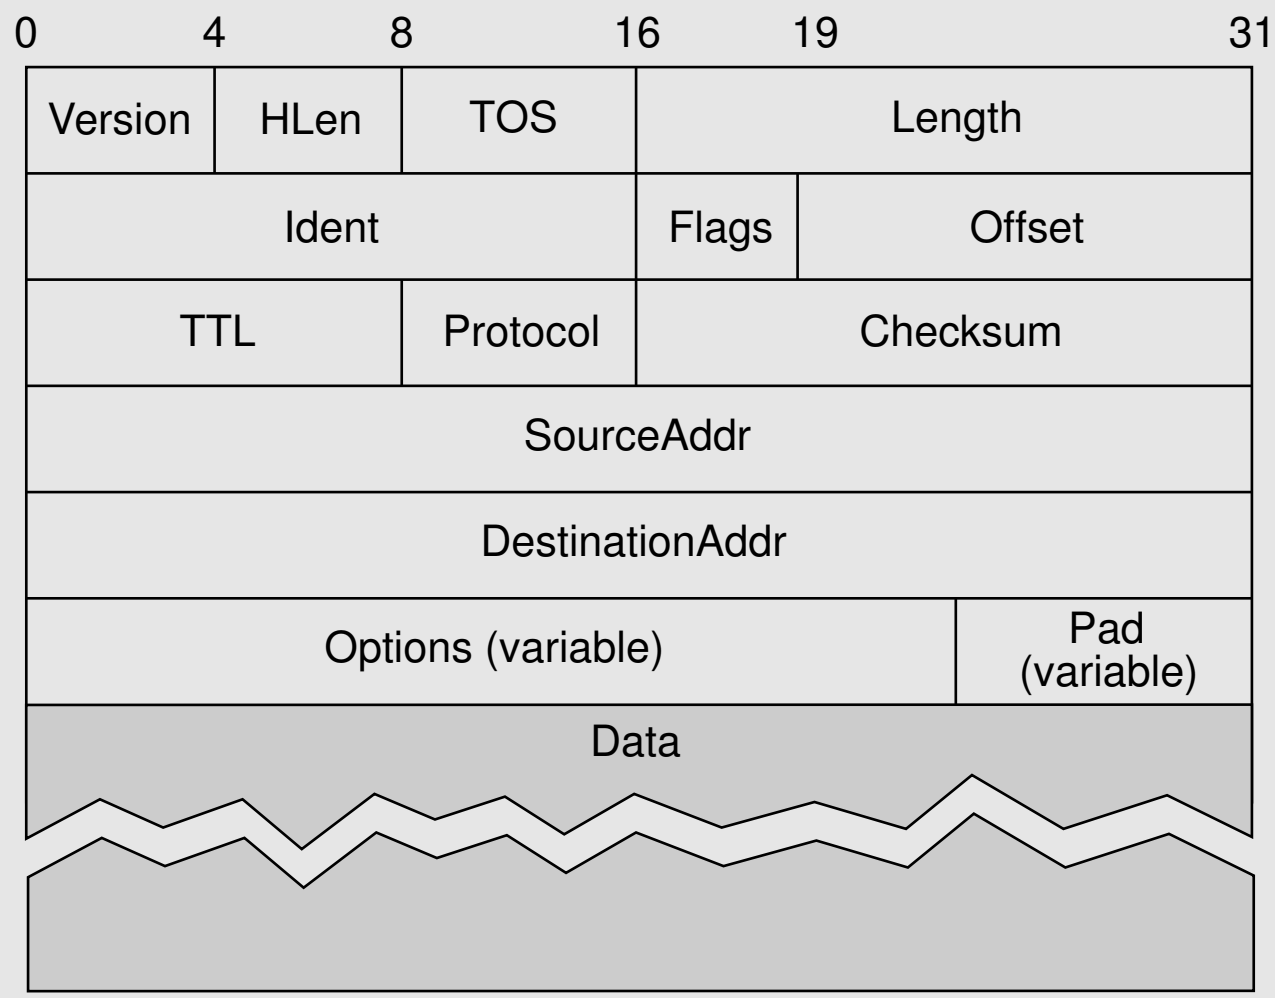 0 4 8 16 19 31
Version HLen TOS Length
Ident Flags Offset
TTL Protocol Checksum
SourceAddr
DestinationAddr
Options (variable) Pad
(variable)
Data